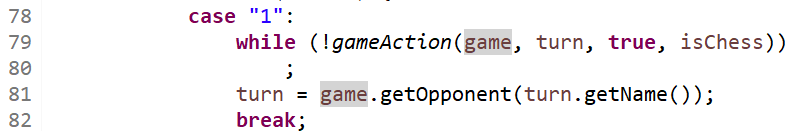 78 case "1":
79 while (!gameAction(game, turn, true, isChess))
80 ;
81 turn = game.getOpponent(turn.getName());
82 break;